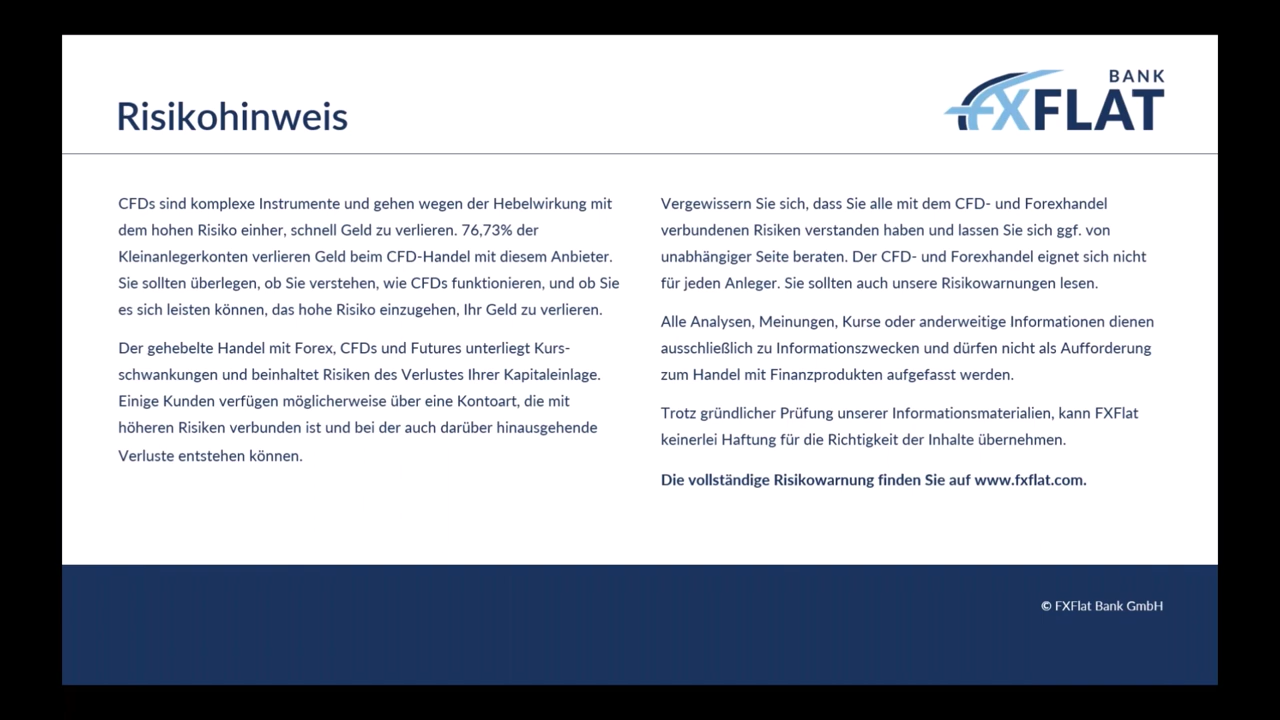 Risikohinweis
BANK
FXFLAT
CFDs sind komplexe Instrumente und gehen wegen der Hebelwirkung mit
dem hohen Risiko einher, schnell Geld zu verlieren. 76,73% der
Kleinanlegerkonten verlieren Geld beim CFD-Handel mit diesem Anbieter.
Sie sollten überlegen, ob Sie verstehen, wie CFDs funktionieren, und ob Sie
es sich leisten können, das hohe Risiko einzugehen, Ihr Geld zu verlieren.
Der gehebelte Handel mit Forex, CFDs und Futures unterliegt Kurs-
schwankungen und beinhaltet Risiken des Verlustes Ihrer Kapitaleinlage.
Einige Kunden verfügen möglicherweise über eine Kontoart, die mit
höheren Risiken verbunden ist und bei der auch darüber hinausgehende
Verluste entstehen können.
Vergewissern Sie sich, dass Sie alle mit dem CFD- und Forexhandel
verbundenen Risiken verstanden haben und lassen Sie sich ggf. von
unabhängiger Seite beraten. Der CFD- und Forexhandel eignet sich nicht
für jeden Anleger. Sie sollten auch unsere Risikowarnungen lesen.
Alle Analysen, Meinungen, Kurse oder anderweitige Informationen dienen
ausschließlich zu Informationszwecken und dürfen nicht als Aufforderung
zum Handel mit Finanzprodukten aufgefasst werden.
Trotz gründlicher Prüfung unserer Informationsmaterialien, kann FXFlat
keinerlei Haftung für die Richtigkeit der Inhalte übernehmen.
Die vollständige Risikowarnung finden Sie auf www.fxflat.com.
© FXFlat Bank GmbH